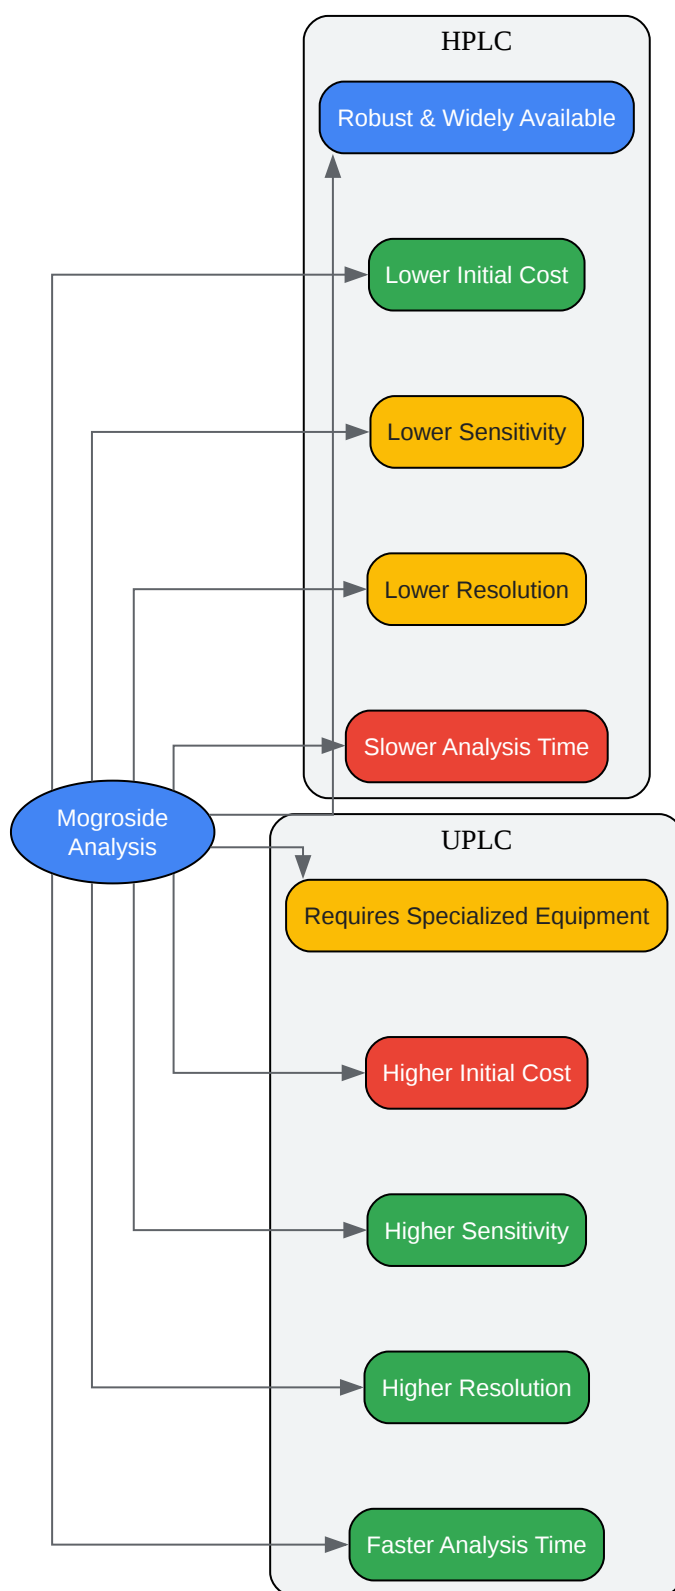 HPLC
Robust & Widely Available
Lower Initial Cost
Lower Sensitivity
Lower Resolution
Slower Analysis Time
Mogroside
Analysis
UPLC
Requires Specialized Equipment
Higher Initial Cost
Higher Sensitivity
Higher Resolution
Faster Analysis Time